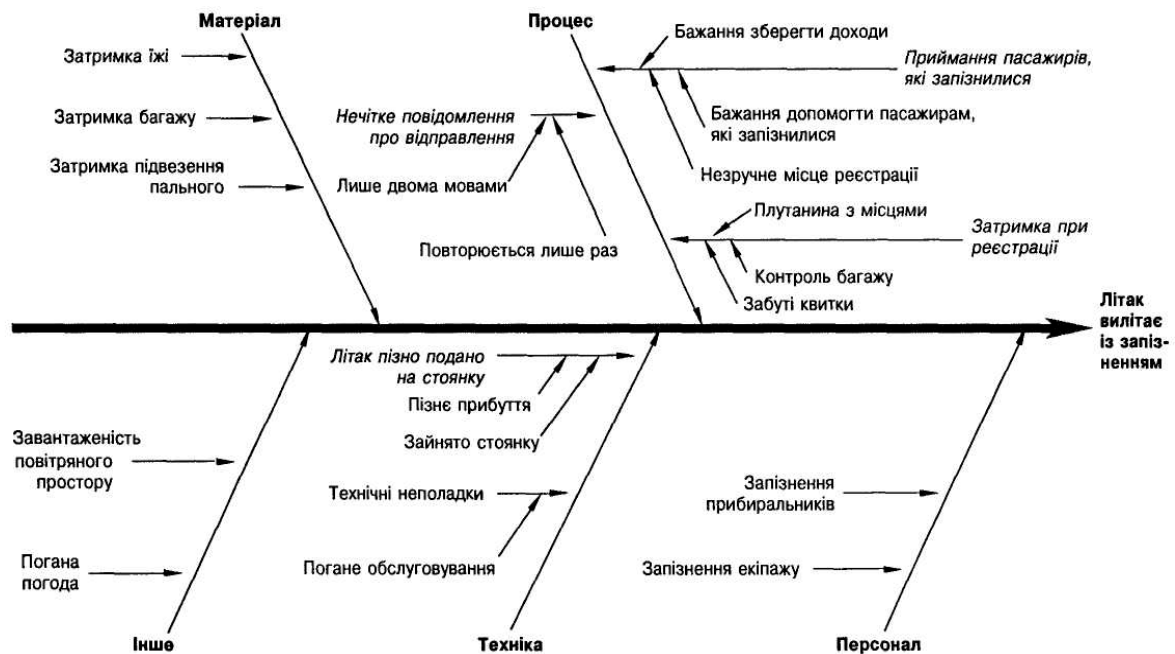 Матеріал
Процес
Затримка їжі
Бажання зберегти доходи
Приймання пасажирів,
які запізнилися
Затримка багажу
Нечітке повідомлення
про відправлення
Бажання допомогти пасажирам,
які запізнилися
Затримка підвезення
пального
Лише двома мовами
Незручне місце реєстрації
Плутанина з місцями
Затримка при
реєстрації
Повторюється лише раз
Контроль багажу
Забуті квитки
Літак
вилітає
із запіз-
ненням
Літак пізно подано
на стоянку
Пізнє прибуття
Зайнято стоянку
Завантаженість
повітряного
простору
Технічні неполадки
Запізнення
прибиральників
Погана
погода
Погане обслуговування
Запізнення екіпажу
Інше
Техніка
Персонал